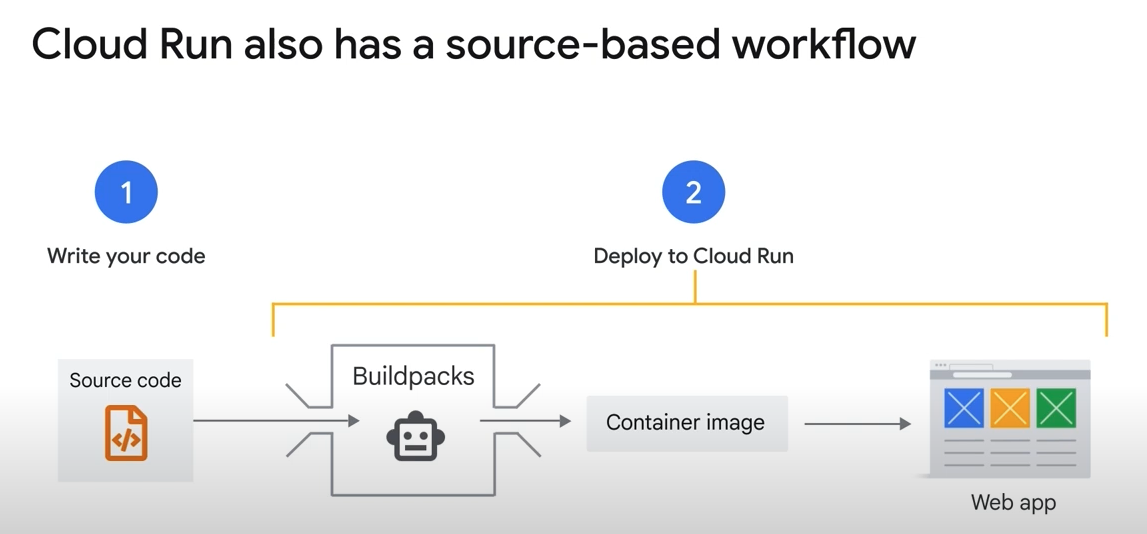 Cloud Run also has a source-based workflow
1
2
Write your code
Deploy to Cloud Run
Source code
</>
Buildpacks
Container image
Web app